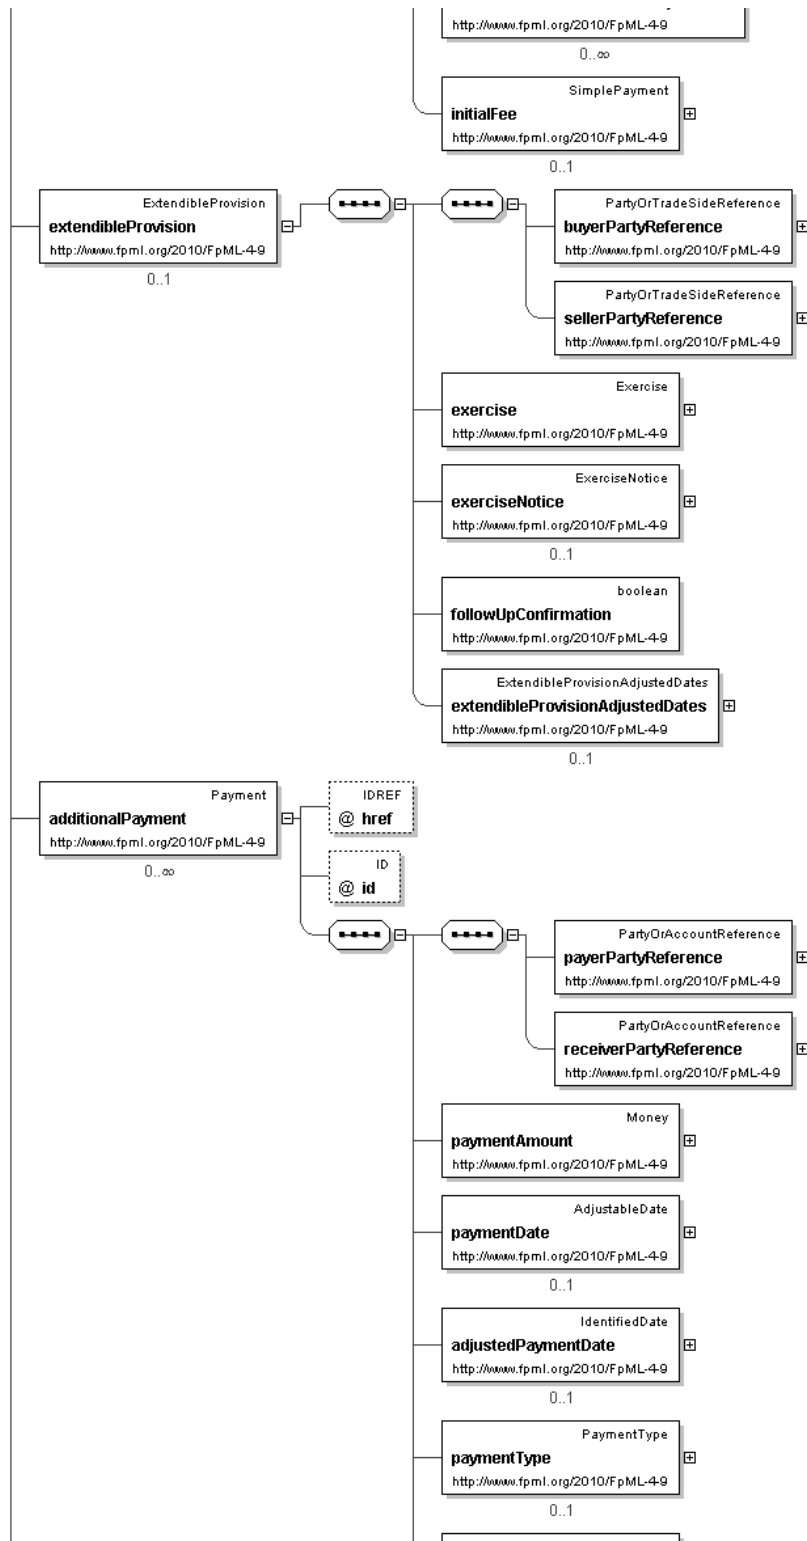 http://www.fpml.org/2010/FpML-4-9
0..∞
SimplePayment
initialFee
http://www.fpml.org/2010/FpML-4-9
0..1
ExtendibleProvision
extendibleProvision
http://www.fpml.org/2010/FpML-4-9
0..1
PartyOrTradeSideReference
buyerPartyReference
http://www.fpml.org/2010/FpML-4-9
PartyOrTradeSideReference
sellerPartyReference
http://www.fpml.org/2010/FpML-4-9
Exercise
exercise
http://www.fpml.org/2010/FpML-4-9
ExerciseNotice
exerciseNotice
http://www.fpml.org/2010/FpML-4-9
0..1
boolean
followUpConfirmation
http://www.fpml.org/2010/FpML-4-9
ExtendibleProvisionAdjustedDates
extendibleProvisionAdjustedDates
http://www.fpml.org/2010/FpML-4-9
0..1
Payment
additionalPayment
http://www.fpml.org/2010/FpML-4-9
0..∞
IDREF
@ href
ID
@ id
PartyOrAccountReference
payerPartyReference
http://www.fpml.org/2010/FpML-4-9
PartyOrAccountReference
receiverPartyReference
http://www.fpml.org/2010/FpML-4-9
Money
paymentAmount
http://www.fpml.org/2010/FpML-4-9
AdjustableDate
paymentDate
http://www.fpml.org/2010/FpML-4-9
0..1
IdentifiedDate
adjustedPaymentDate
http://www.fpml.org/2010/FpML-4-9
0..1
PaymentType
paymentType
http://www.fpml.org/2010/FpML-4-9
0..1